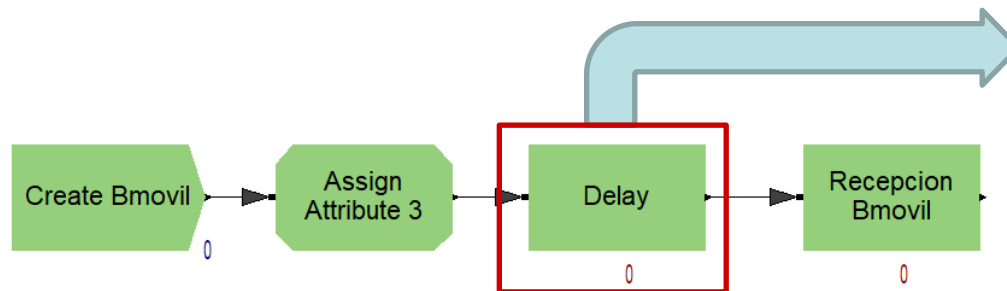 Create Bmovil
Assign
Attribute 3
Delay
Recepcion
Bmovil
0
0
0